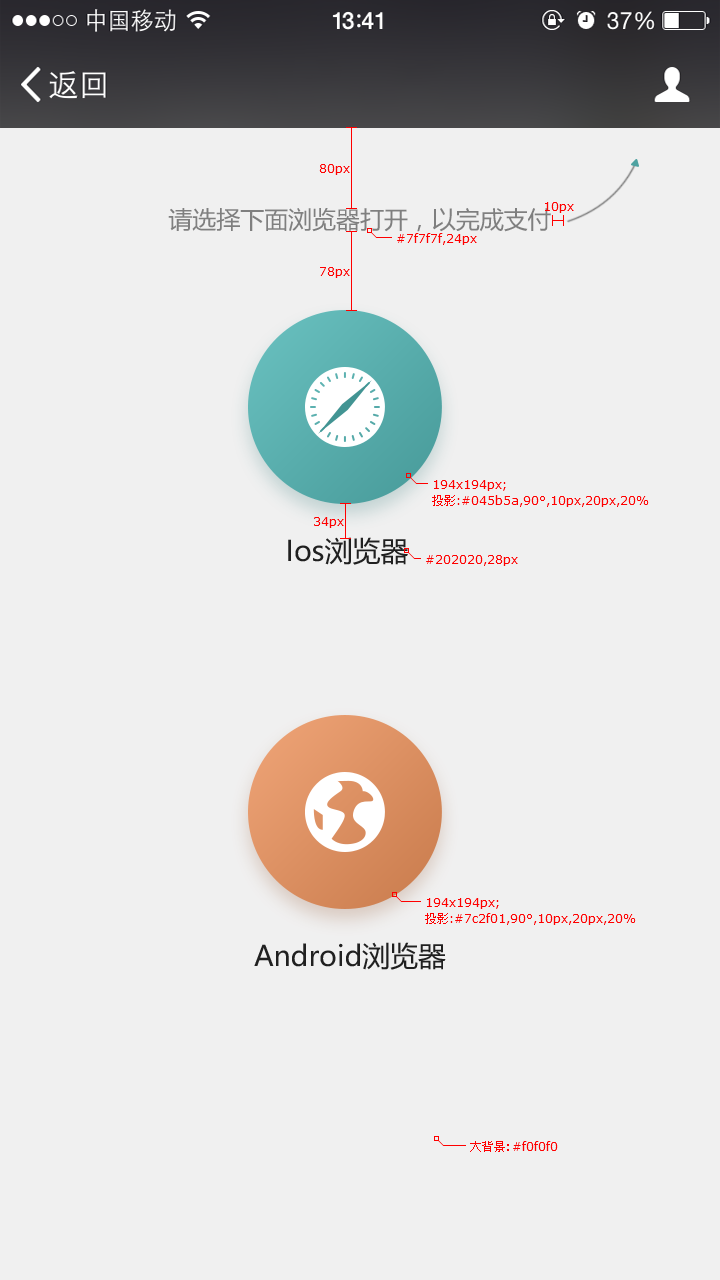 中国移动 13:41 37%
返回
80px
10px
请选择下面浏览器打开，以完成支付
#7f7f7f,24px
78px
194x194px;
投影:#045b5a,90°,10px,20px,20%
34px
Ios浏览器
#202020,28px
194x194px;
投影:#7c2f01,90°,10px,20px,20%
Android浏览器
大背景:#f0f0f0